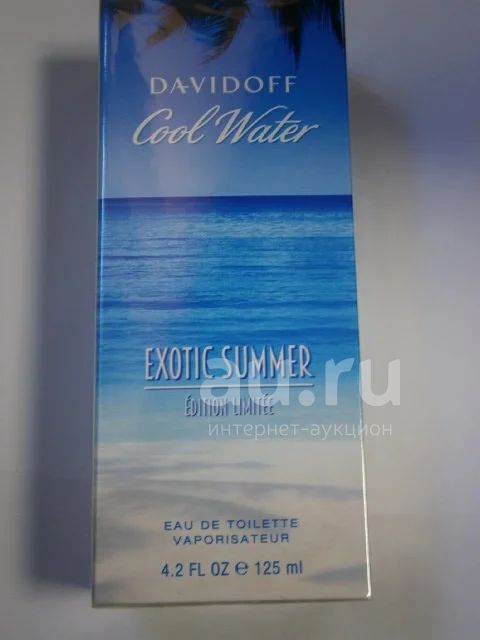 DAVIDOFF
Cool Water
EXOTIC SUMMER
ÉDITION LIMITÉE
au.ru
интернет-аукцион
EAU DE TOILETTE
VAPORISATEUR
4.2 FL OZ e 125 ml